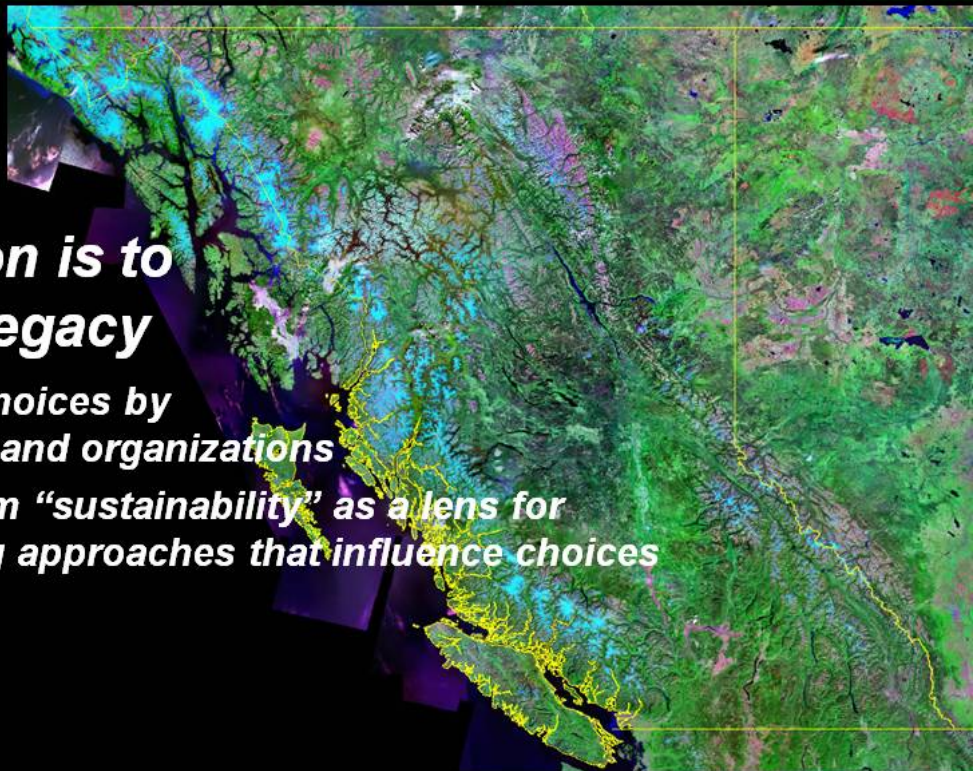 on is to
egacy
hoices by
and organizations
m “sustainability” as a lens for
g approaches that influence choices